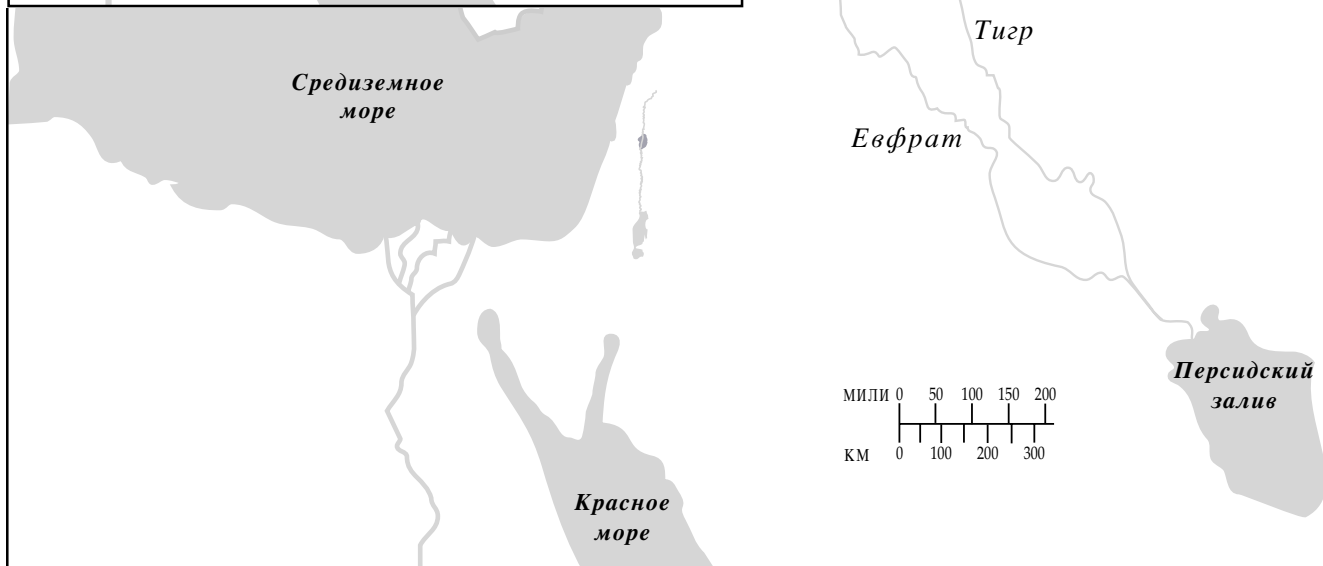 Тигр
Средиземное
море
Евфрат
Персидский
залив
МИЛИ 0 50 100 150 200
КМ 0 100 200 300
Красное
море